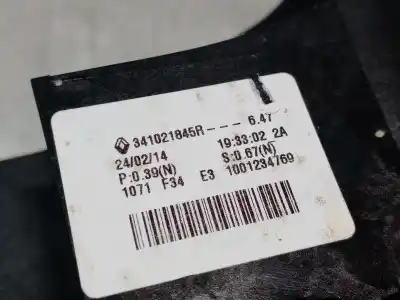 341021845R--- 6.47
24/02/14 19:33:02 2A
P:0.39(N) S:0.67(N)
1071 F34 E3 1001234769